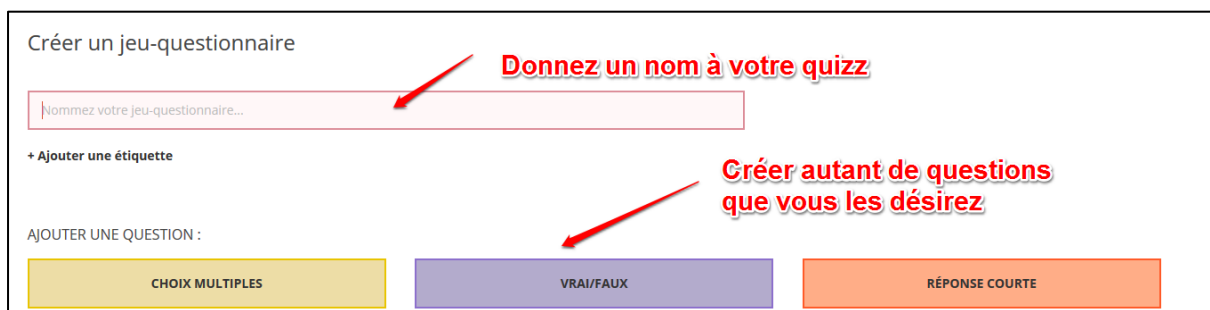 Créer un jeu-questionnaire
Donnez un nom à votre quizz
Nommez votre jeu-questionnaire...
+ Ajouter une étiquette
Créer autant de questions
que vous les désirez
AJOUTER UNE QUESTION :
CHOIX MULTIPLES
VRAI/FAUX
RÉPONSE COURTE